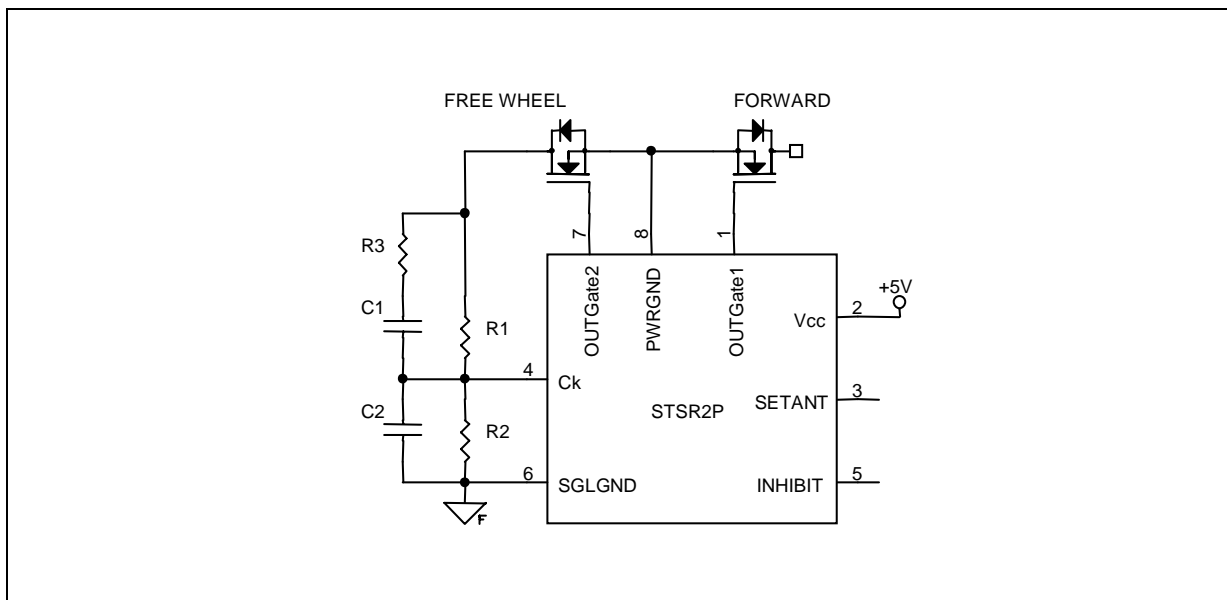 FREE WHEEL FORWARD
R3
7
8
1
OUTGate2
PWRGND
OUTGate1
+5V
C1
R1
Vcc
2
4
Ck
STSR2P
SETANT
3
C2
R2
6
SGLGND
INHIBIT
5
F